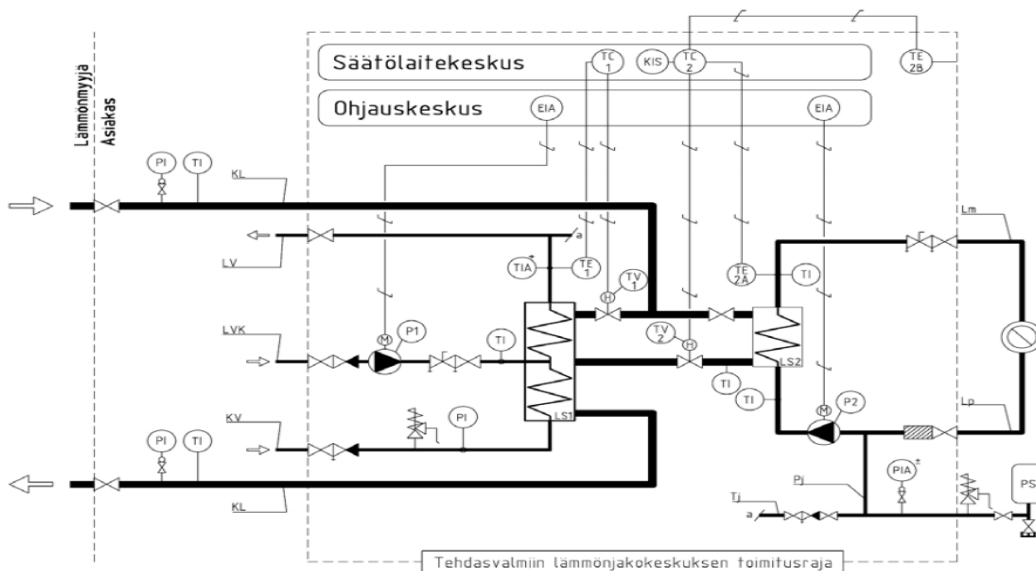 Säätölaitekeskus
TC 1
KIS
TC 2
TE 2B
Ohjauskeskus
EIA
EIA
Lämmönmyyjä
Asiakas
PI
TI
KL
Lm
LV
a
TIA +
TE 1
TV 1
TE 2A
TI
LVK
M
P1
TI
M
TV 2
M
LS2
TI
TI
LS1
M
P2
Lp
KV
PI
PI
TI
KL
Pj
PIA ±
PS
Tj
a
Tehdasvalmiin lämmönjakokeskuksen toimitusraja